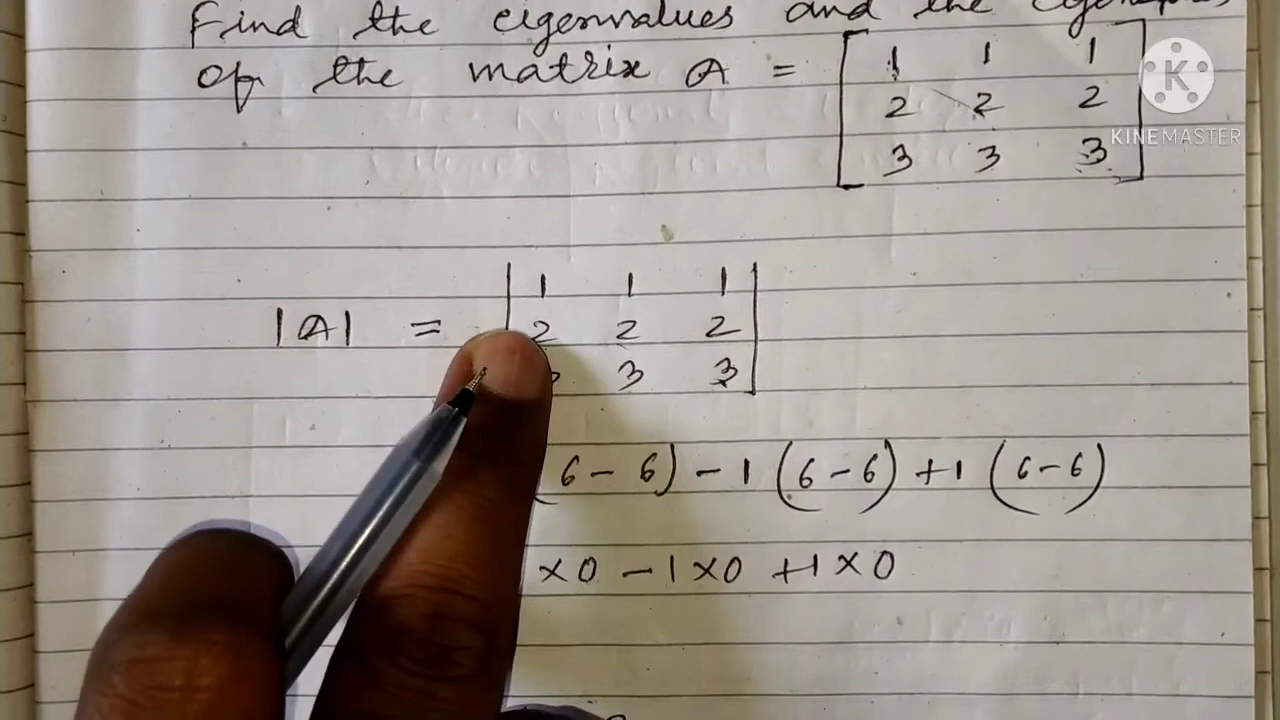 Find the eigenvalues and the
of the matrix A = [ 1 1 1
2 2 2
3 3 3 ]
KINEMASTER
|A| = | 1 1 1 |
2 2 2
3 3
6 - 6) - 1 (6 - 6) + 1 (6 - 6)
× 0 - 1 × 0 + 1 × 0